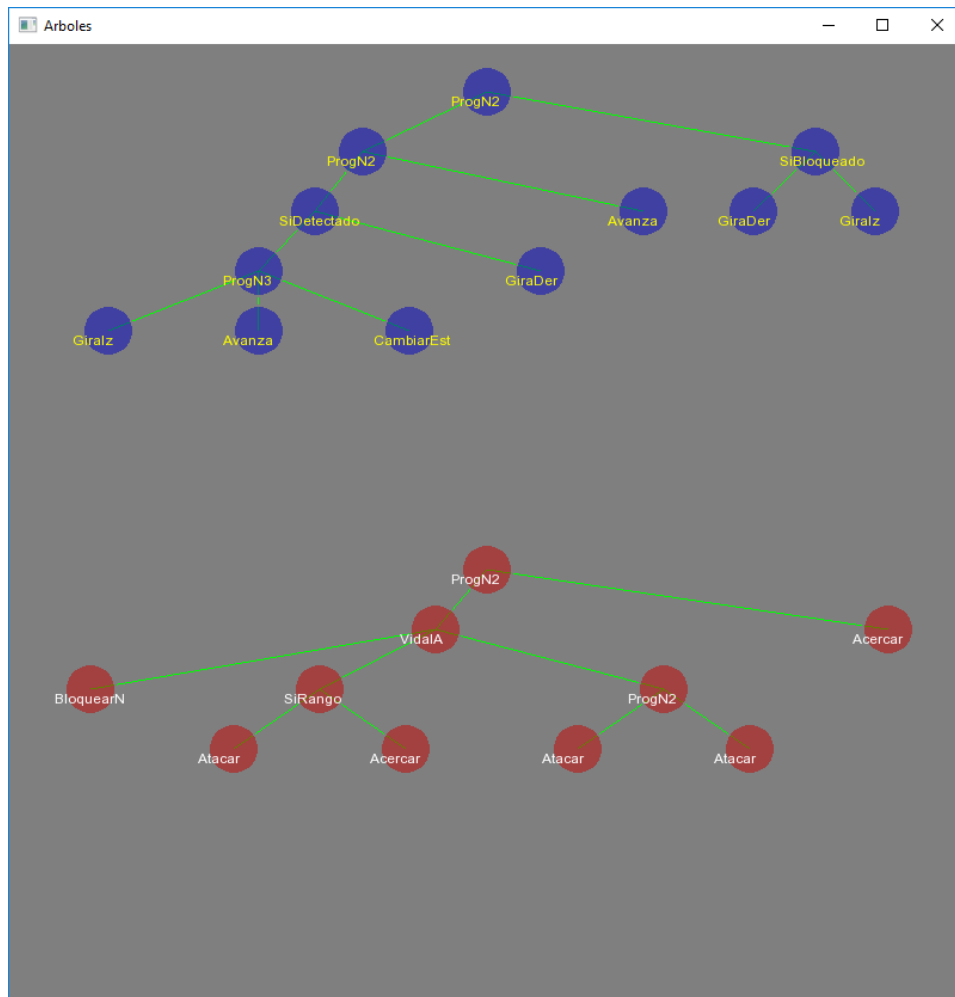 Arboles
ProgN2
ProgN2
SiBloqueado
SiDetectado
Avanza
GiraDer
GiraIz
ProgN3
GiraDer
GiraIz
Avanza
CambiarEst
ProgN2
VidaIA
Acercar
BloquearN
SiRango
ProgN2
Atacar
Acercar
Atacar
Atacar